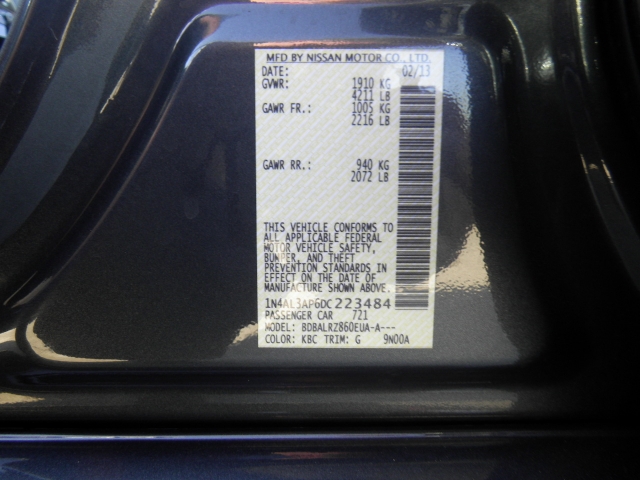 MFD BY NISSAN MOTOR CO., LTD.
DATE: 02/13
GVWR: 1910 KG
4211 LB
GAWR FR.: 1005 KG
2216 LB
GAWR RR.: 940 KG
2072 LB
THIS VEHICLE CONFORMS TO
ALL APPLICABLE FEDERAL
MOTOR VEHICLE SAFETY,
BUMPER, AND THEFT
PREVENTION STANDARDS IN
EFFECT ON THE DATE OF
MANUFACTURE SHOWN ABOVE.
1N4AL3AP6DC223484
PASSENGER CAR 721
MODEL: BDBALRZ860EUA-A---
COLOR: KBC TRIM: G 9N00A